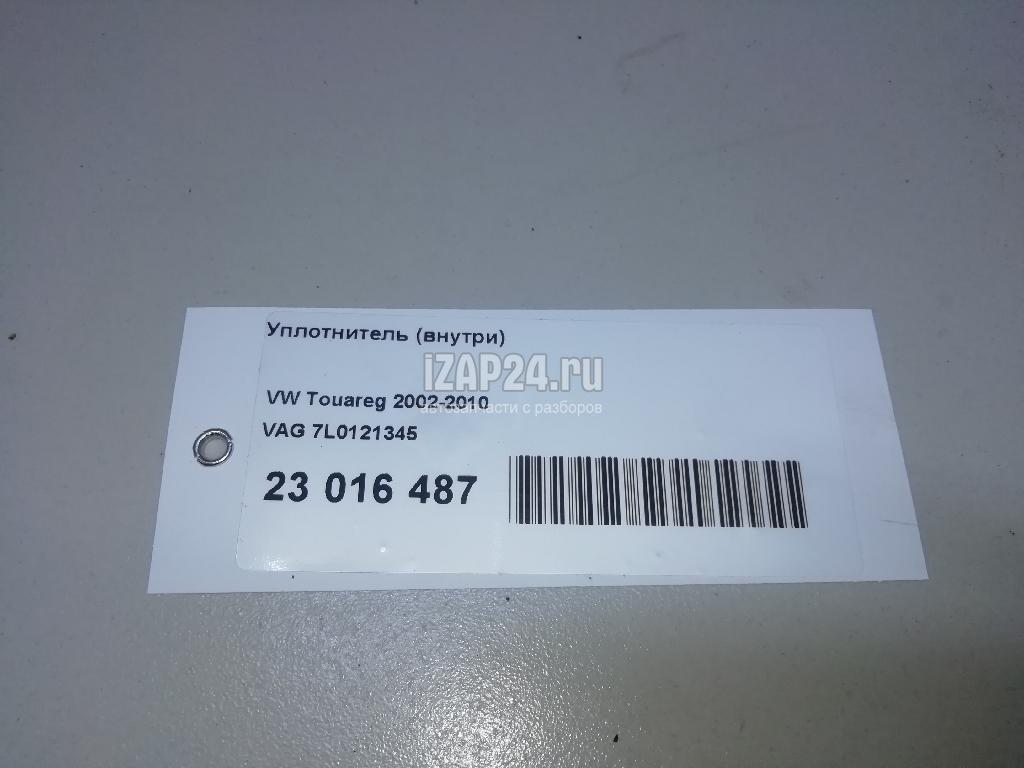 Уплотнитель (внутри)
iZAP24.ru
VW Touareg 2002-2010
автозапчасти с разборов
VAG 7L0121345
23 016 487